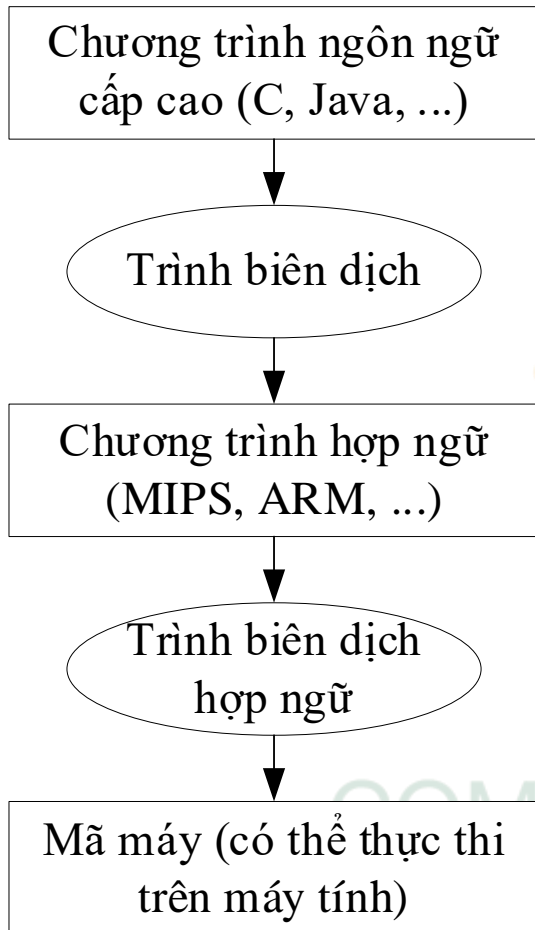 Chương trình ngôn ngữ
cấp cao (C, Java, ...)
Trình biên dịch
Chương trình hợp ngữ
(MIPS, ARM, ...)
Trình biên dịch
hợp ngữ
COM
Mã máy (có thể thực thi
trên máy tính)